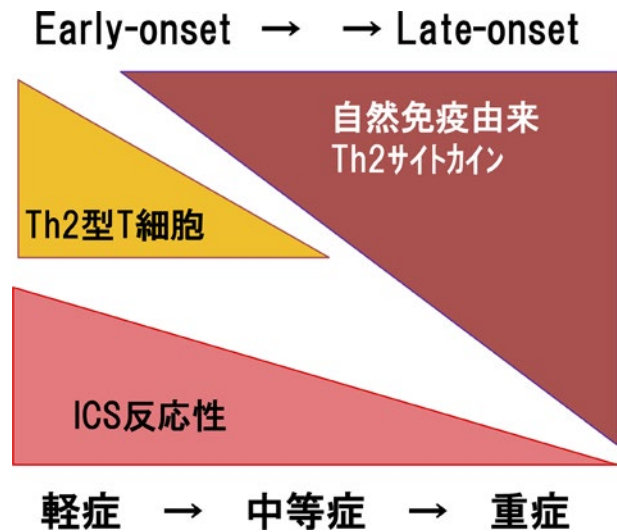 Early-onset → → Late-onset
自然免疫由来
Th2サイトカイン
Th2型T細胞
ICS反応性
軽症 → 中等症 → 重症